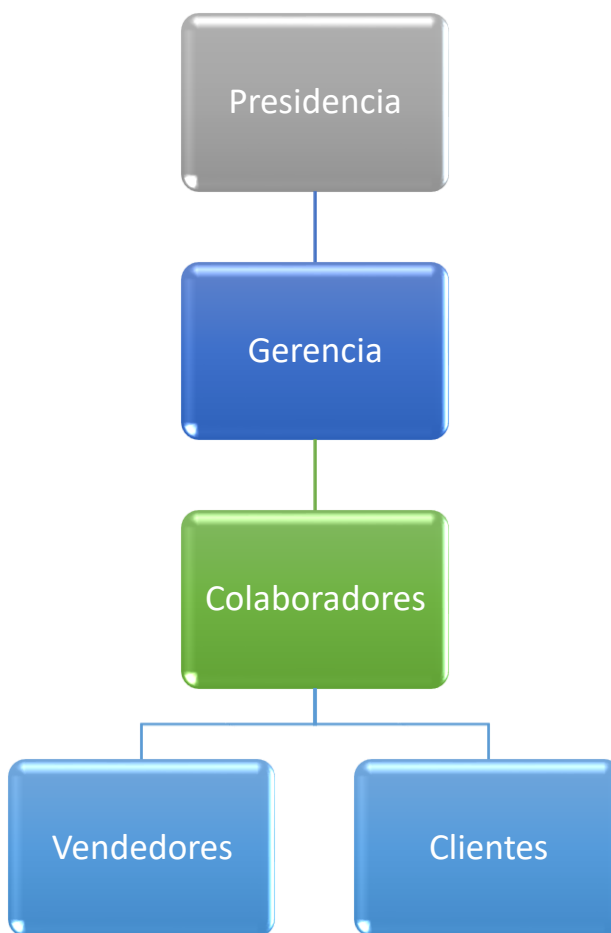 Presidencia
Gerencia
Colaboradores
Vendedores
Clientes